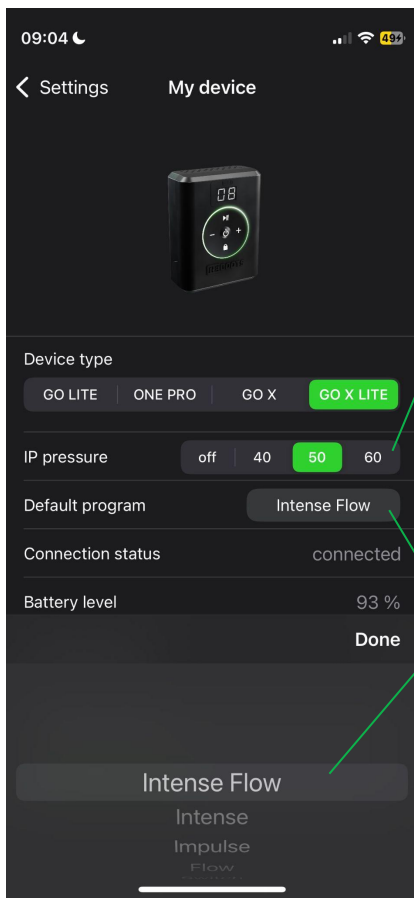 09:04
49
Settings My device
08
Device type
GO LITE ONE PRO GO X GO X LITE
IP pressure off 40 50 60
Default program Intense Flow
Connection status connected
Battery level 93 %
Done
Intense Flow
Intense
Impulse
Flow